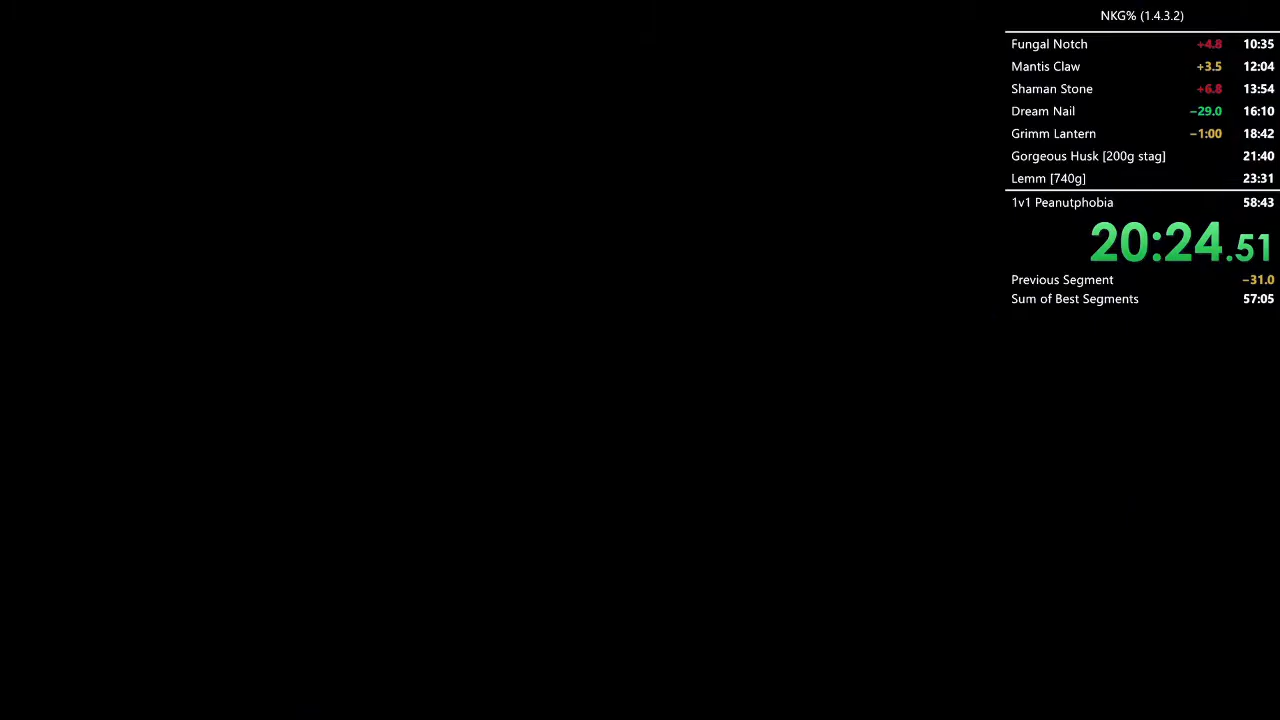 NKG% (1.4.3.2)
Fungal Notch +4.8 10:35
Mantis Claw +3.5 12:04
Shaman Stone +6.8 13:54
Dream Nail −29.0 16:10
Grimm Lantern −1:00 18:42
Gorgeous Husk [200g stag] 21:40
Lemm [740g] 23:31
1v1 Peanutphobia 58:43
20:24.51
Previous Segment −31.0
Sum of Best Segments 57:05